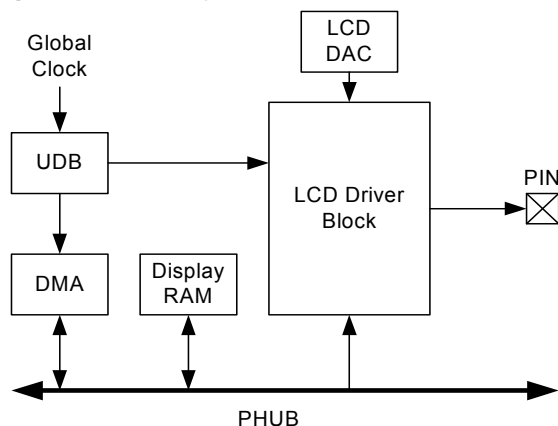 LCD
DAC
Global
Clock
UDB
LCD Driver
Block
PIN
DMA
Display
RAM
PHUB